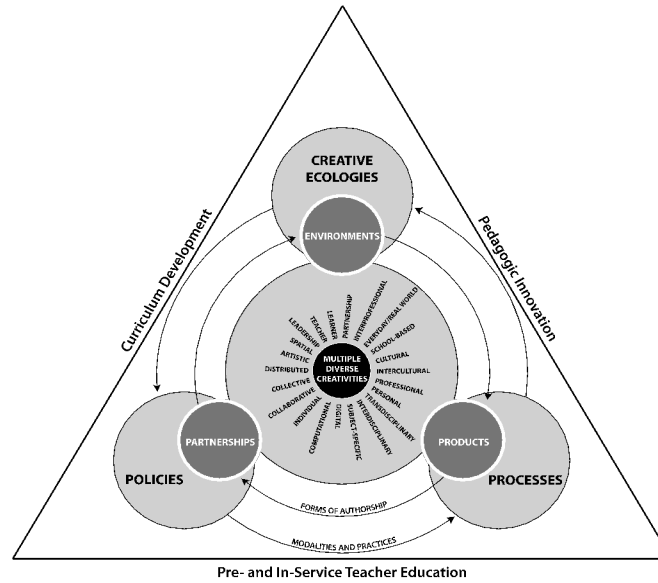 CREATIVE
ECOLOGIES
ENVIRONMENTS
Curriculum Development
Pedagogic Innovation
MULTIPLE
DIVERSE
CREATIVITIES
PARTNERSHIP
INTERPROFESSIONAL
EVERYDAY/REAL WORLD
SCHOOL-BASED
CULTURAL
INTERCULTURAL
PROFESSIONAL
PERSONAL
TRANSDISCIPLINARY
INTERDISCIPLINARY
SUBJECT-SPECIFIC
DIGITAL
COMPUTATIONAL
INDIVIDUAL
COLLABORATIVE
COLLECTIVE
DISTRIBUTED
ARTISTIC
SPATIAL
LEADERSHIP
TEACHER
LEARNER
PARTNERSHIPS
PRODUCTS
POLICIES
PROCESSES
FORMS OF AUTHORSHIP
MODALITIES AND PRACTICES
Pre- and In-Service Teacher Education